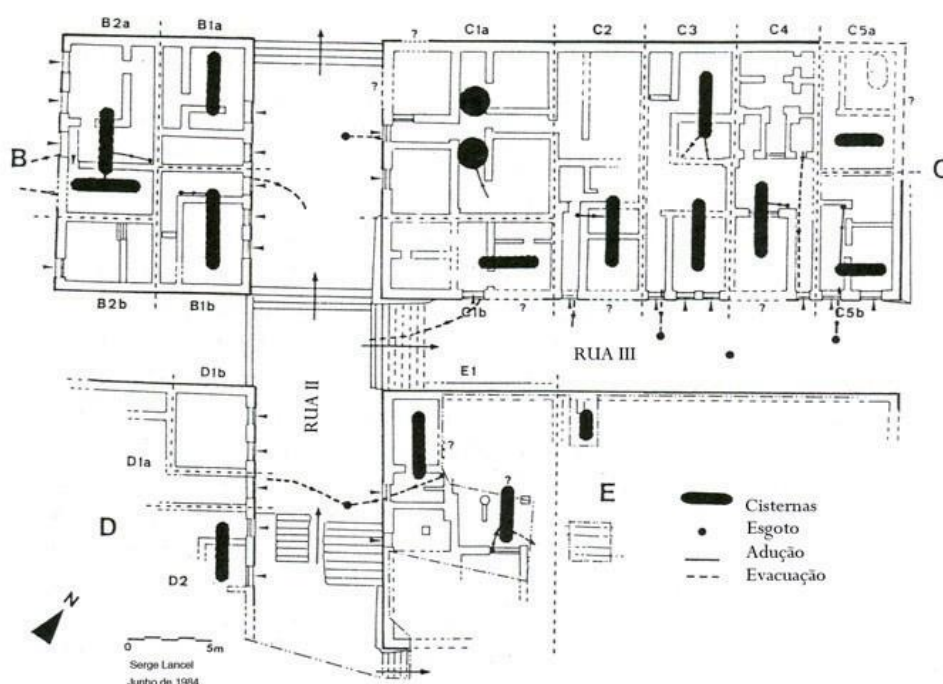 B2a B1a C1a C2 C3 C4 C5a
? ?
? ?
B C
B2b B1b C1b ? ? ? C5b
RUA III
D1b RUA II E1
?
D1a ?
D E
D2
Cisternas
Esgoto
Adução
Evacuação
N
0 5m
Serge Lancel
Junho de 1984